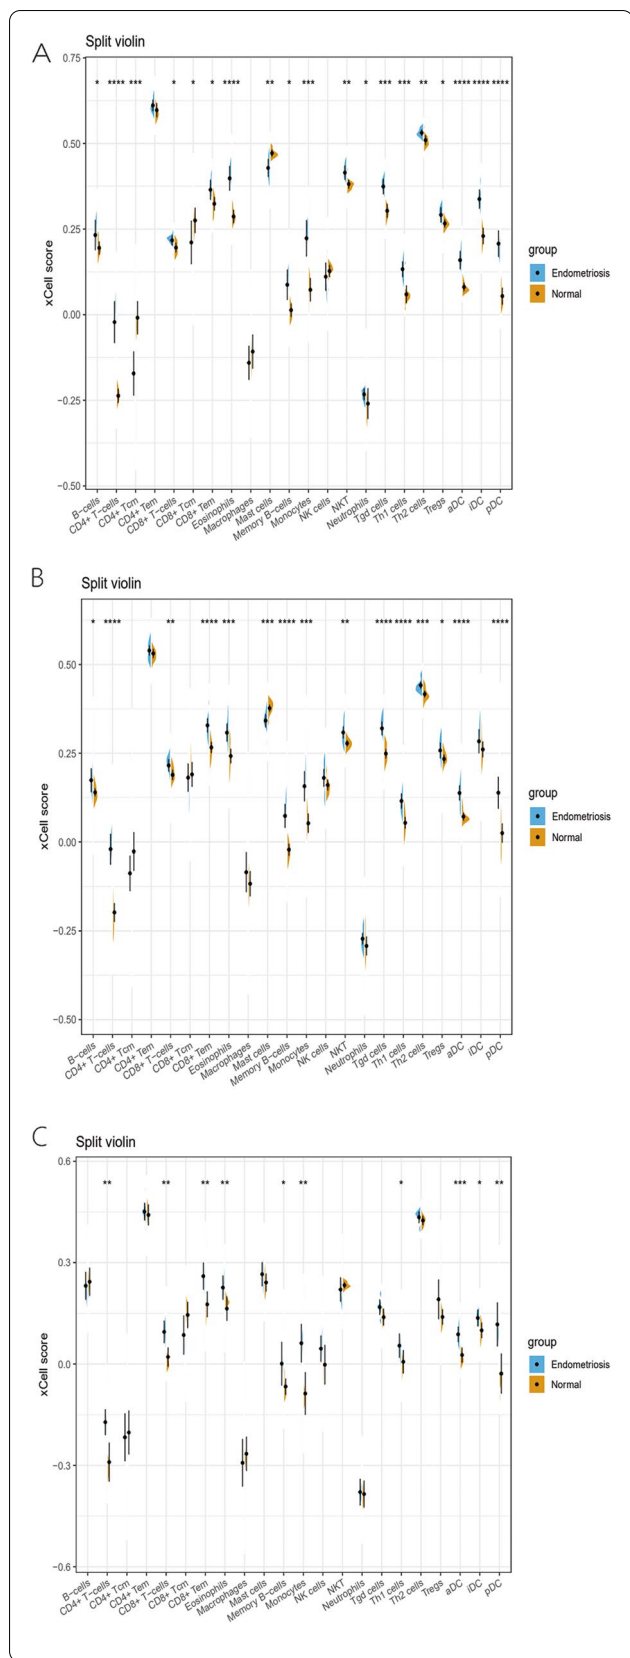 A
Split violin
0.75
* **** *** * * * **** ** * *** ** * *** *** ** * **** **** ****
0.50
0.25
0.00
−0.25
−0.50
xCell score
group
Endometriosis
Normal
B−cells
CD4+ T−cells
CD4+ Tcm
CD4+ Tem
CD8+ T−cells
CD8+ Tcm
CD8+ Tem
Eosinophils
Macrophages
Mast cells
Memory B−cells
Monocytes
NK cells
NKT
Neutrophils
Tgd cells
Th1 cells
Th2 cells
Tregs
aDC
iDC
pDC
B
Split violin
* **** ** **** *** *** **** *** ** **** **** *** * **** ****
0.50
0.25
0.00
−0.25
−0.50
xCell score
group
Endometriosis
Normal
B−cells
CD4+ T−cells
CD4+ Tcm
CD4+ Tem
CD8+ T−cells
CD8+ Tcm
CD8+ Tem
Eosinophils
Macrophages
Mast cells
Memory B−cells
Monocytes
NK cells
NKT
Neutrophils
Tgd cells
Th1 cells
Th2 cells
Tregs
aDC
iDC
pDC
C
Split violin
0.6
** ** ** ** * ** * *** * **
0.3
0.0
−0.3
−0.6
xCell score
group
Endometriosis
Normal
B−cells
CD4+ T−cells
CD4+ Tcm
CD4+ Tem
CD8+ T−cells
CD8+ Tcm
CD8+ Tem
Eosinophils
Macrophages
Mast cells
Memory B−cells
Monocytes
NK cells
NKT
Neutrophils
Tgd cells
Th1 cells
Th2 cells
Tregs
aDC
iDC
pDC